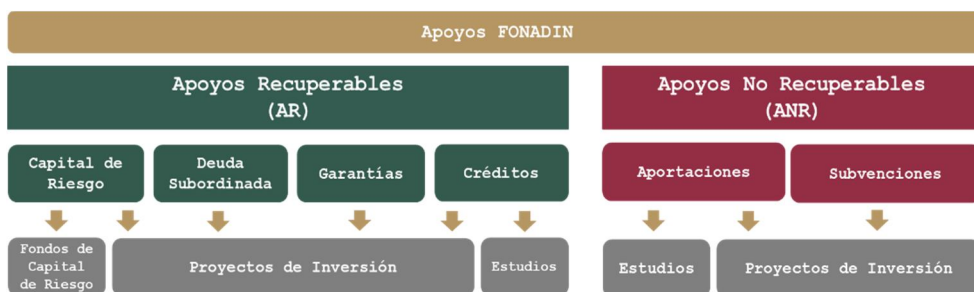 Apoyos FONADIN
Apoyos Recuperables
(AR)
Apoyos No Recuperables
(ANR)
Capital de
Riesgo
Deuda
Subordinada
Garantías
Créditos
Aportaciones
Subvenciones
Fondos de
Capital
de Riesgo
Proyectos de Inversión
Estudios
Estudios
Proyectos de Inversión